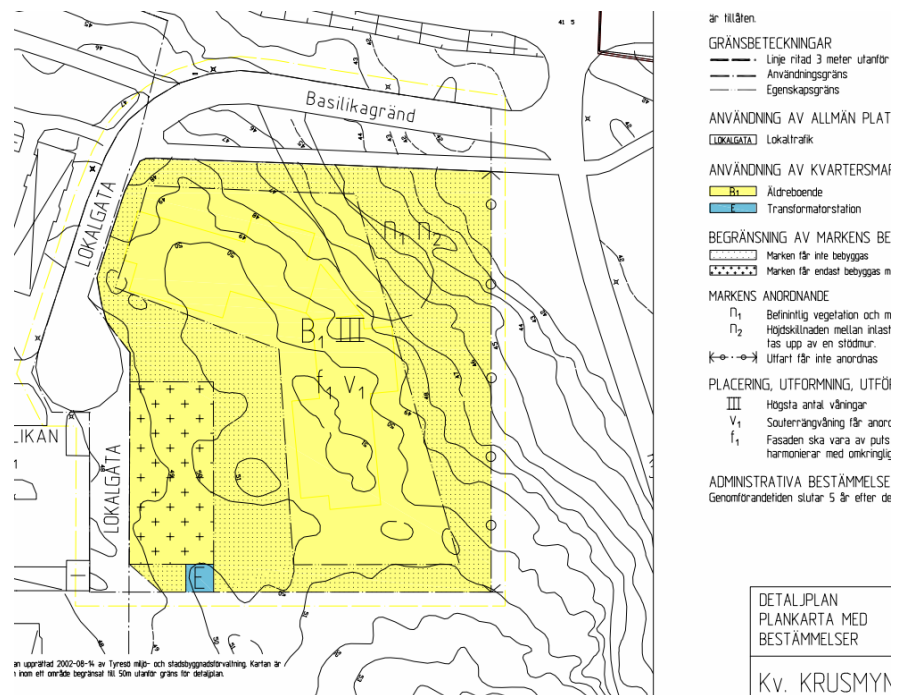 är tillåten.
GRÄNSBETECKNINGAR
Linje ritad 3 meter utanför
Användningsgräns
Egenskapsgräns
ANVÄNDNING AV ALLMÄN PLAT
LOKALGATA Lokaltrafik
ANVÄNDNING AV KVARTERSMAR
B1 Äldreboende
E Transformatorstation
BEGRÄNSNING AV MARKENS BE
Marken får inte bebyggas
Marken får endast bebyggas m
MARKENS ANORDNANDE
n1 Befinintlig vegetation och m
n2 Höjdskillnaden mellan inlast
tas upp av en stödmur.
Utfart får inte anordnas
PLACERING, UTFORMNING, UTFÖR
III Högsta antal våningar
v1 Souterrängvåning får anord
f1 Fasaden ska vara av puts
harmonierar med omkringlig
ADMINISTRATIVA BESTÄMMELSE
Genomförandetiden slutar 5 år efter de
DETALJPLAN
PLANKARTA MED
BESTÄMMELSER
Kv. KRUSMYN
Basilikagränd
LOKALGATA
n1 n2
B1 III
f1 v1
LIKAN
1
LOKALGATA
E
an upprättad 2002-08-14 av Tyresö miljö- och stadsbyggnadsförvaltning. Kartan är
inom ett område begränsat till 50m utanför gräns för detaljplan.